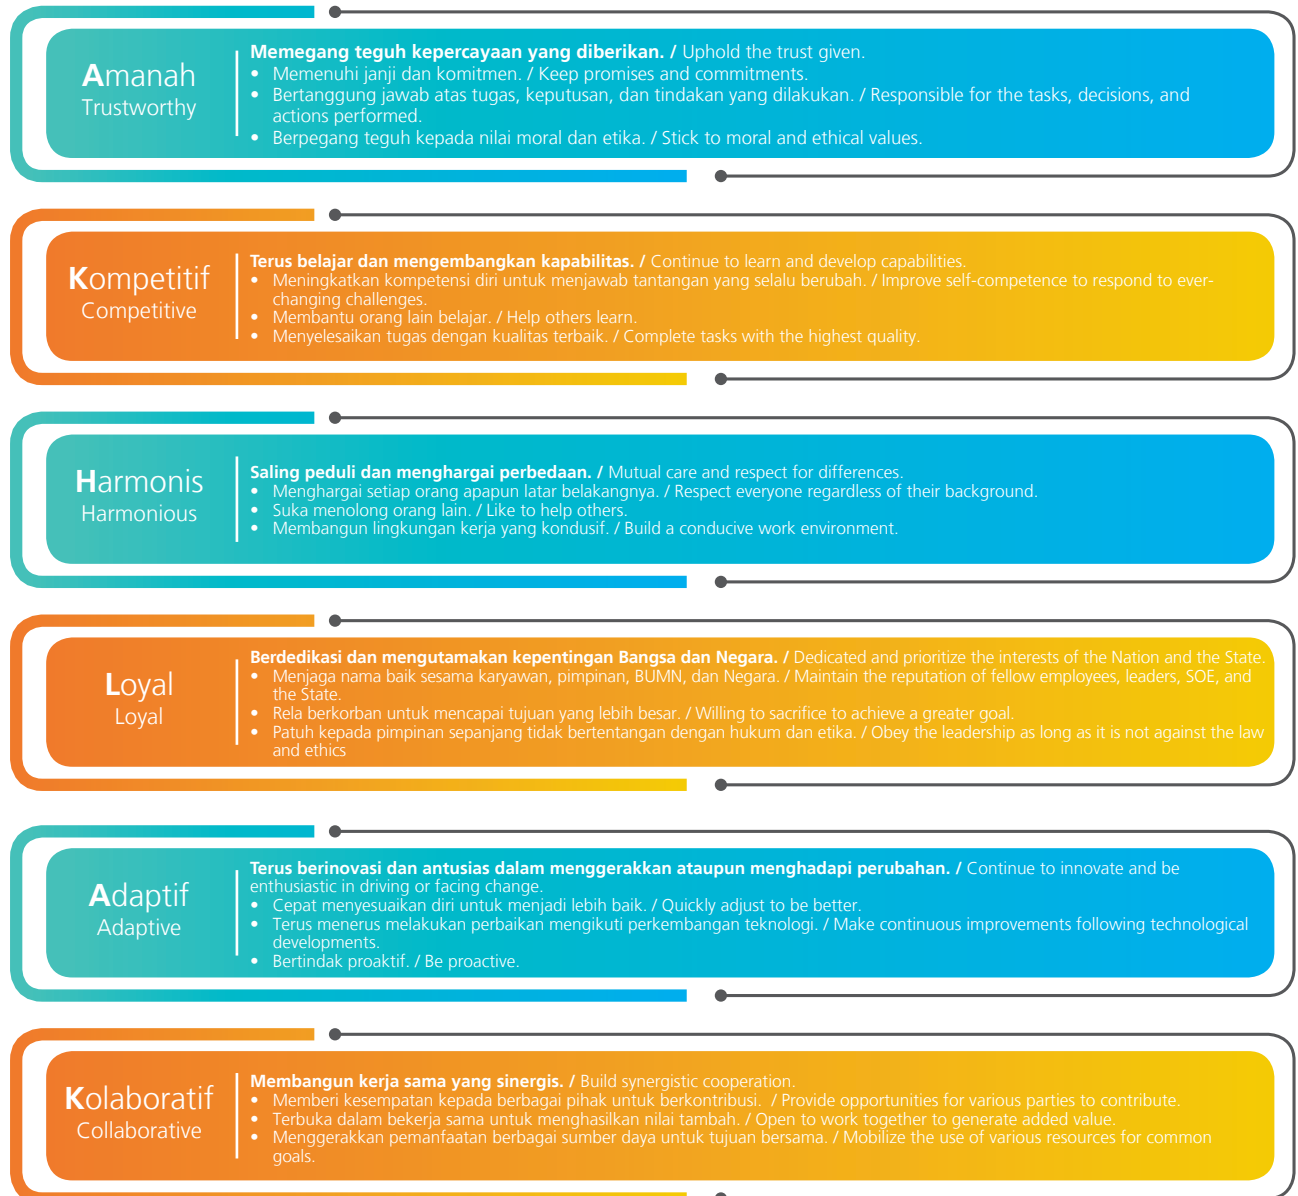 Amanah
Trustworthy
Memegang teguh kepercayaan yang diberikan. / Uphold the trust given.
• Memenuhi janji dan komitmen. / Keep promises and commitments.
• Bertanggung jawab atas tugas, keputusan, dan tindakan yang dilakukan. / Responsible for the tasks, decisions, and
actions performed.
• Berpegang teguh kepada nilai moral dan etika. / Stick to moral and ethical values.
Kompetitif
Competitive
Terus belajar dan mengembangkan kapabilitas. / Continue to learn and develop capabilities.
• Meningkatkan kompetensi diri untuk menjawab tantangan yang selalu berubah. / Improve self-competence to respond to ever-
changing challenges.
• Membantu orang lain belajar. / Help others learn.
• Menyelesaikan tugas dengan kualitas terbaik. / Complete tasks with the highest quality.
Harmonis
Harmonious
Saling peduli dan menghargai perbedaan. / Mutual care and respect for differences.
• Menghargai setiap orang apapun latar belakangnya. / Respect everyone regardless of their background.
• Suka menolong orang lain. / Like to help others.
• Membangun lingkungan kerja yang kondusif. / Build a conducive work environment.
Loyal
Loyal
Berdedikasi dan mengutamakan kepentingan Bangsa dan Negara. / Dedicated and prioritize the interests of the Nation and the State.
• Menjaga nama baik sesama karyawan, pimpinan, BUMN, dan Negara. / Maintain the reputation of fellow employees, leaders, SOE, and
the State.
• Rela berkorban untuk mencapai tujuan yang lebih besar. / Willing to sacrifice to achieve a greater goal.
• Patuh kepada pimpinan sepanjang tidak bertentangan dengan hukum dan etika. / Obey the leadership as long as it is not against the law
and ethics
Adaptif
Adaptive
Terus berinovasi dan antusias dalam menggerakkan ataupun menghadapi perubahan. / Continue to innovate and be
enthusiastic in driving or facing change.
• Cepat menyesuaikan diri untuk menjadi lebih baik. / Quickly adjust to be better.
• Terus menerus melakukan perbaikan mengikuti perkembangan teknologi. / Make continuous improvements following technological
developments.
• Bertindak proaktif. / Be proactive.
Kolaboratif
Collaborative
Membangun kerja sama yang sinergis. / Build synergistic cooperation.
• Memberi kesempatan kepada berbagai pihak untuk berkontribusi. / Provide opportunities for various parties to contribute.
• Terbuka dalam bekerja sama untuk menghasilkan nilai tambah. / Open to work together to generate added value.
• Menggerakkan pemanfaatan berbagai sumber daya untuk tujuan bersama. / Mobilize the use of various resources for common
goals.